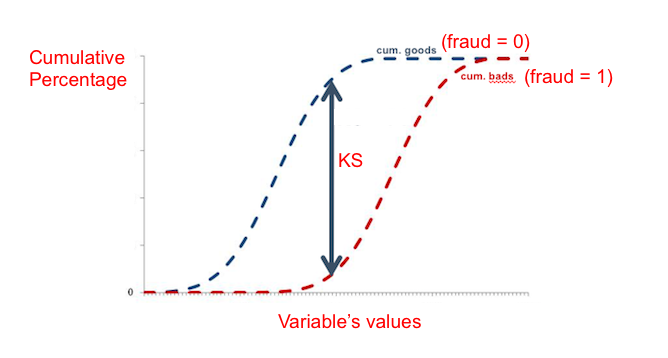 cum. goods (fraud = 0)
Cumulative
Percentage
cum. bads (fraud = 1)
KS
0
Variable's values